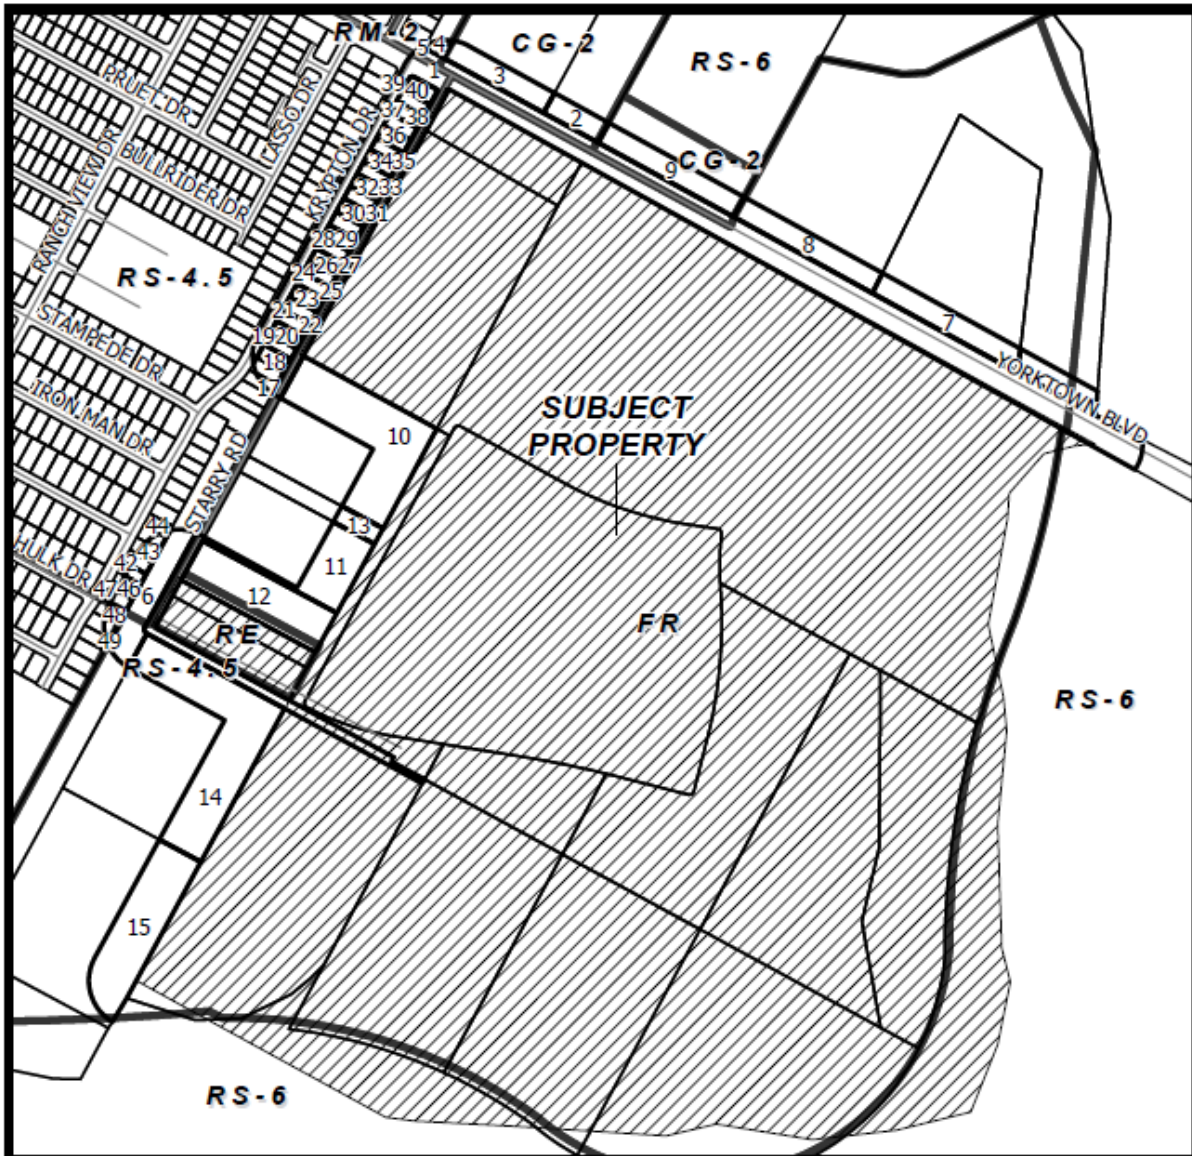 RM-2
5
4
CG-2
RS-6
1
3
39
40
2
PRUET DR
LASSO DR
37
38
36
CG-2
9
BULLRIDER DR
KRYPTON DR
34
35
32
33
RANCH VIEW DR
30
31
28
29
8
RS-4.5
24
26
27
25
23
21
22
7
STAMPEDE DR
19
20
18
17
YORKTOWN BLVD
IRON MAN DR
SUBJECT
PROPERTY
10
STARRY RD
44
13
HULK DR
43
42
11
47
46
6
12
48
49
RE
FR
RS-4.5
RS-6
14
15
RS-6